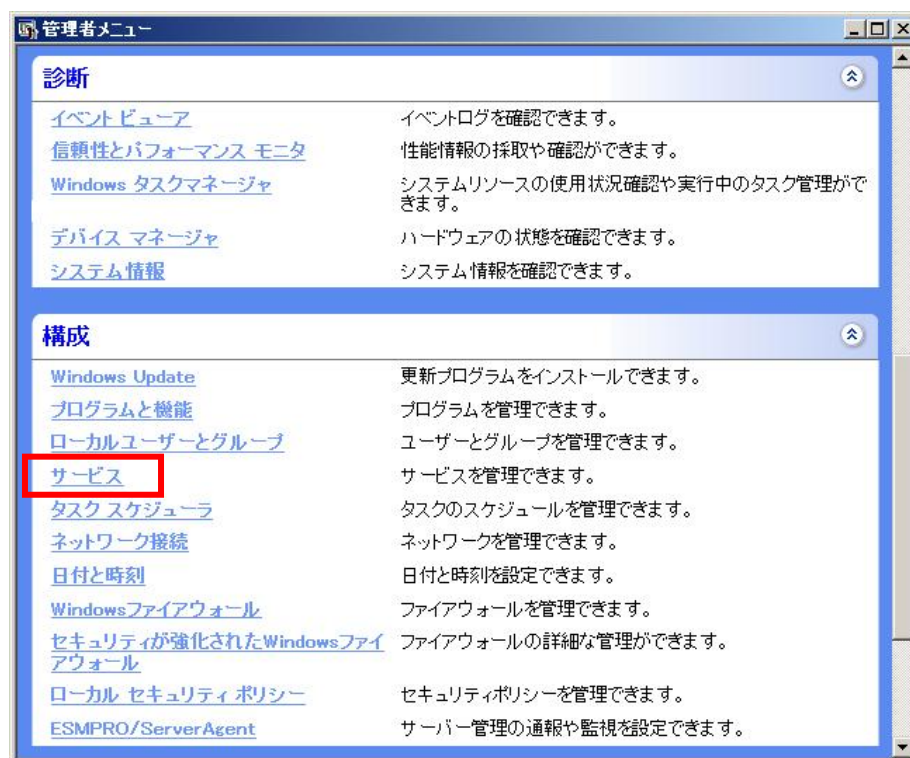 管理者メニュー
診断
イベント ビューア イベントログを確認できます。
信頼性とパフォーマンス モニタ 性能情報の採取や確認ができます。
Windows タスクマネージャ システムリソースの使用状況確認や実行中のタスク管理がで
きます。
デバイス マネージャ ハードウェアの状態を確認できます。
システム情報 システム情報を確認できます。
構成
Windows Update 更新プログラムをインストールできます。
プログラムと機能 プログラムを管理できます。
ローカルユーザーとグループ ユーザーとグループを管理できます。
サービス サービスを管理できます。
タスク スケジューラ タスクのスケジュールを管理できます。
ネットワーク接続 ネットワークを管理できます。
日付と時刻 日付と時刻を設定できます。
Windowsファイアウォール ファイアウォールを管理できます。
セキュリティが強化されたWindowsファイ ファイアウォールの詳細な管理ができます。
アウォール
ローカル セキュリティ ポリシー セキュリティポリシーを管理できます。
ESMPRO/ServerAgent サーバー管理の通報や監視を設定できます。